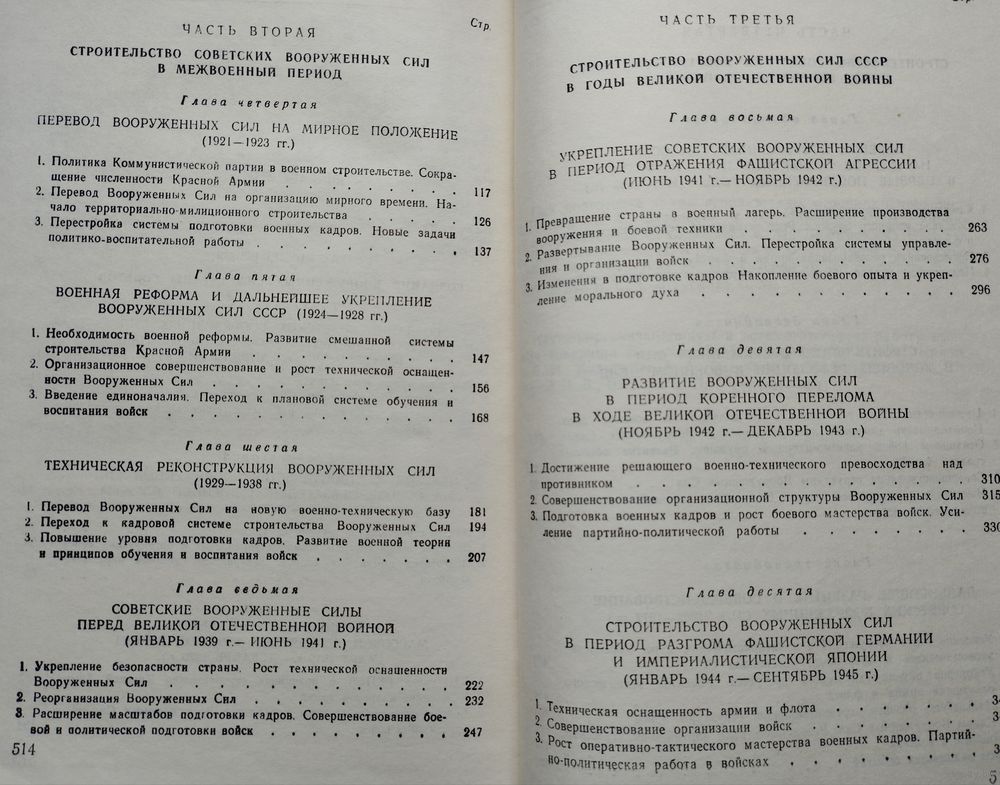 ЧАСТЬ ВТОРАЯ
Стр.
СТРОИТЕЛЬСТВО СОВЕТСКИХ ВООРУЖЕННЫХ СИЛ
В МЕЖВОЕННЫЙ ПЕРИОД
Глава четвертая
ПЕРЕВОД ВООРУЖЕННЫХ СИЛ НА МИРНОЕ ПОЛОЖЕНИЕ
(1921—1923 гг.)
1. Политика Коммунистической партии в военном строительстве. Сокра-
щение численности Красной Армии . . . . . . . . 117
2. Перевод Вооруженных Сил на организацию мирного времени. На-
чало территориально-милиционного строительства . . . . . 126
3. Перестройка системы подготовки военных кадров. Новые задачи
политико-воспитательной работы . . . . . . . . 137
Глава пятая
ВОЕННАЯ РЕФОРМА И ДАЛЬНЕЙШЕЕ УКРЕПЛЕНИЕ
ВООРУЖЕННЫХ СИЛ СССР (1924—1928 гг.)
1. Необходимость военной реформы. Развитие смешанной системы
строительства Красной Армии . . . . . . . . . 147
2. Организационное совершенствование и рост технической оснащен-
ности Вооруженных Сил . . . . . . . . . . 156
3. Введение единоначалия. Переход к плановой системе обучения и
воспитания войск . . . . . . . . . . . 168
Глава шестая
ТЕХНИЧЕСКАЯ РЕКОНСТРУКЦИЯ ВООРУЖЕННЫХ СИЛ
(1929—1938 гг.)
1. Перевод Вооруженных Сил на новую военно-техническую базу 181
2. Переход к кадровой системе строительства Вооруженных Сил 194
3. Повышение уровня подготовки кадров. Развитие военной теории
и принципов обучения и воспитания войск . . . . . . 207
Глава седьмая
СОВЕТСКИЕ ВООРУЖЕННЫЕ СИЛЫ
ПЕРЕД ВЕЛИКОЙ ОТЕЧЕСТВЕННОЙ ВОЙНОЙ
(ЯНВАРЬ 1939 г.— ИЮНЬ 1941 г.)
1. Укрепление безопасности страны. Рост технической оснащенности
Вооруженных Сил . . . . . . . . . . . 222
2. Реорганизация Вооруженных Сил . . . . . . . . 232
3. Расширение масштабов подготовки кадров. Совершенствование бое-
вой и политической подготовки войск . . . . . . . 247
514
ЧАСТЬ ТРЕТЬЯ
СТРОИТЕЛЬСТВО ВООРУЖЕННЫХ СИЛ СССР
В ГОДЫ ВЕЛИКОЙ ОТЕЧЕСТВЕННОЙ ВОЙНЫ
Глава восьмая
УКРЕПЛЕНИЕ СОВЕТСКИХ ВООРУЖЕННЫХ СИЛ
В ПЕРИОД ОТРАЖЕНИЯ ФАШИСТСКОЙ АГРЕССИИ
(ИЮНЬ 1941 г.— НОЯБРЬ 1942 г.)
1. Превращение страны в военный лагерь. Расширение производства
вооружения и боевой техники . . . . . . . . . 263
2. Развертывание Вооруженных Сил. Перестройка системы управле-
ния и организации войск . . . . . . . . . . 276
3. Изменения в подготовке кадров Накопление боевого опыта и укреп-
ление морального духа . . . . . . . . . . 296
Глава девятая
РАЗВИТИЕ ВООРУЖЕННЫХ СИЛ
В ПЕРИОД КОРЕННОГО ПЕРЕЛОМА
В ХОДЕ ВЕЛИКОЙ ОТЕЧЕСТВЕННОЙ ВОЙНЫ
(НОЯБРЬ 1942 г.— ДЕКАБРЬ 1943 г.)
1. Достижение решающего военно-технического превосходства над
противником . . . . . . . . . . . . . 310
2. Совершенствование организационной структуры Вооруженных Сил 315
3. Подготовка военных кадров и рост боевого мастерства войск. Уси-
ление партийно-политической работы . . . . . . . 330
Глава десятая
СТРОИТЕЛЬСТВО ВООРУЖЕННЫХ СИЛ
В ПЕРИОД РАЗГРОМА ФАШИСТСКОЙ ГЕРМАНИИ
И ИМПЕРИАЛИСТИЧЕСКОЙ ЯПОНИИ
(ЯНВАРЬ 1944 г.— СЕНТЯБРЬ 1945 г.)
1. Техническая оснащенность армии и флота . . . . . .
2. Совершенствование организации войск . . . . . . .
3. Рост оперативно-тактического мастерства военных кадров. Партий-
но-политическая работа в войсках . . . . . . . .